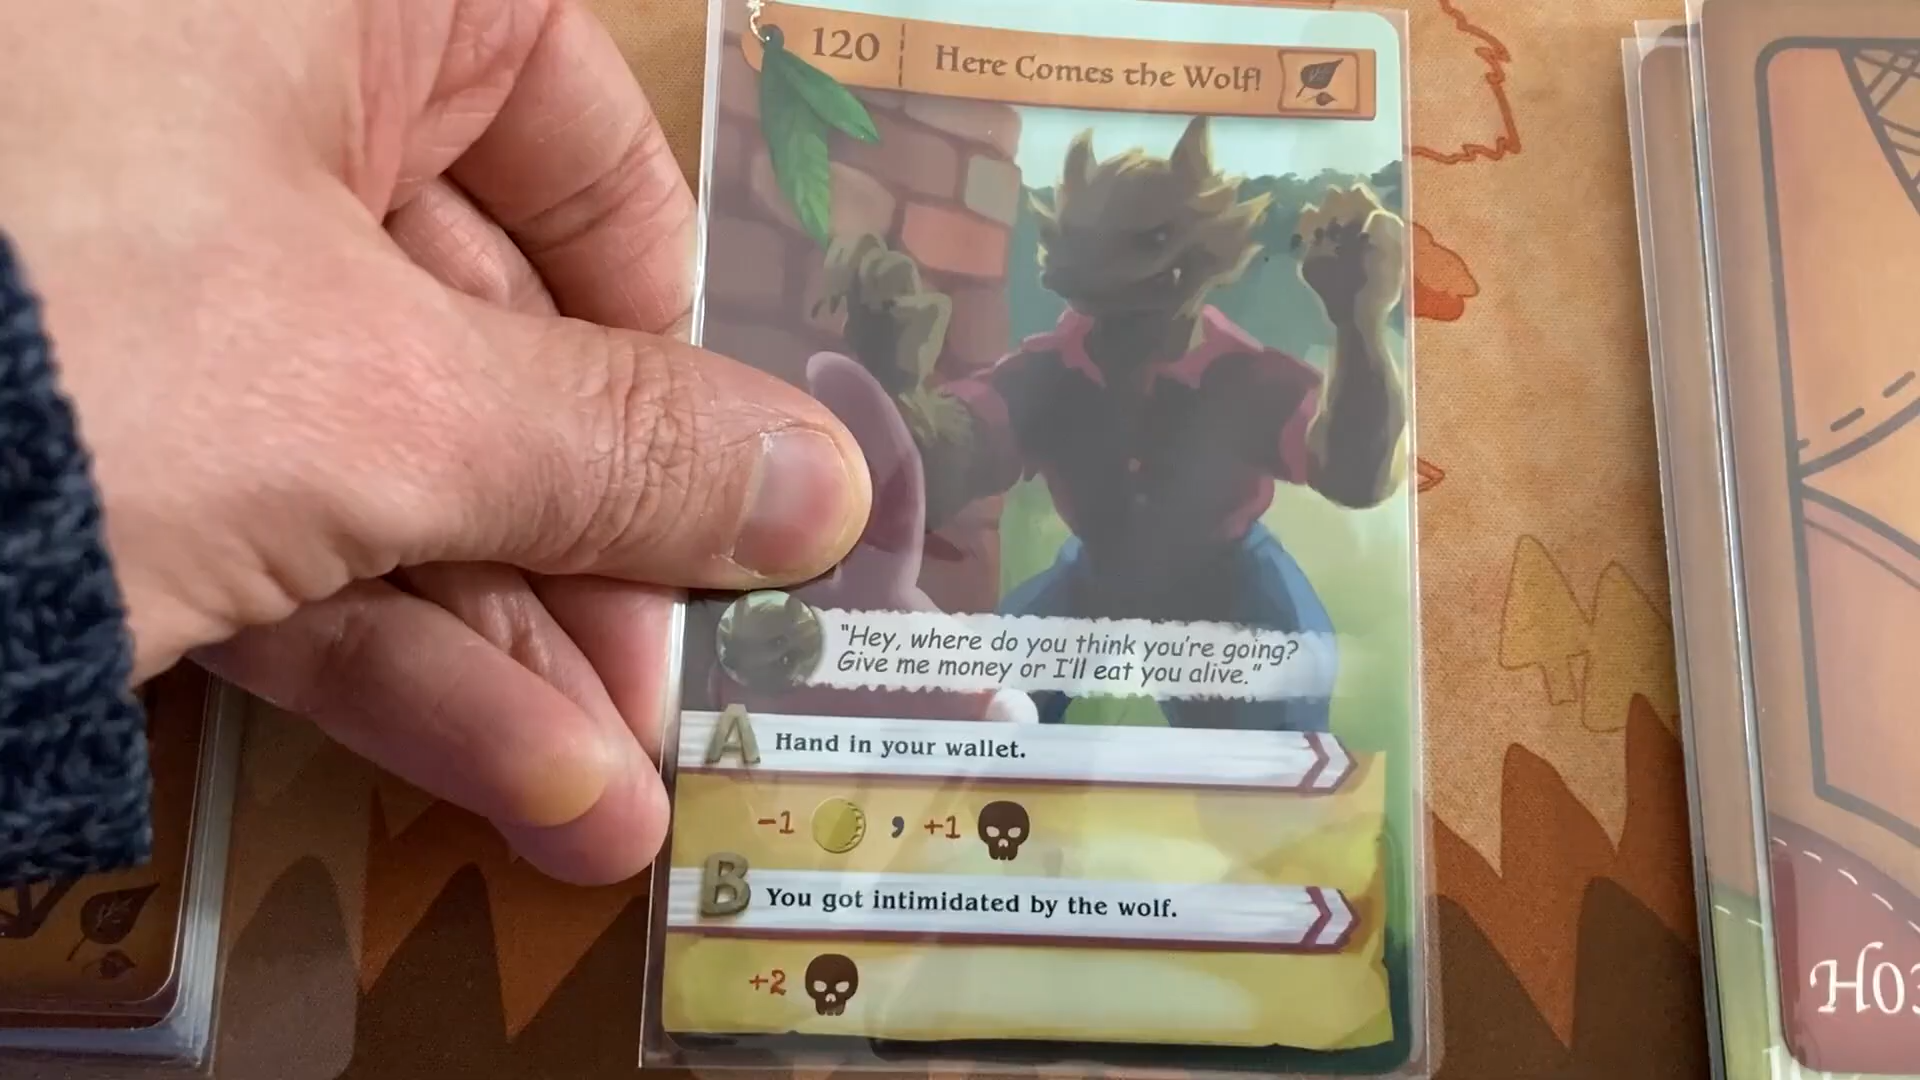 120
Here Comes the Wolf!
"Hey, where do you think you're going?
Give me money or I'll eat you alive."
A Hand in your wallet.
-1 , +1
B You got intimidated by the wolf.
+2